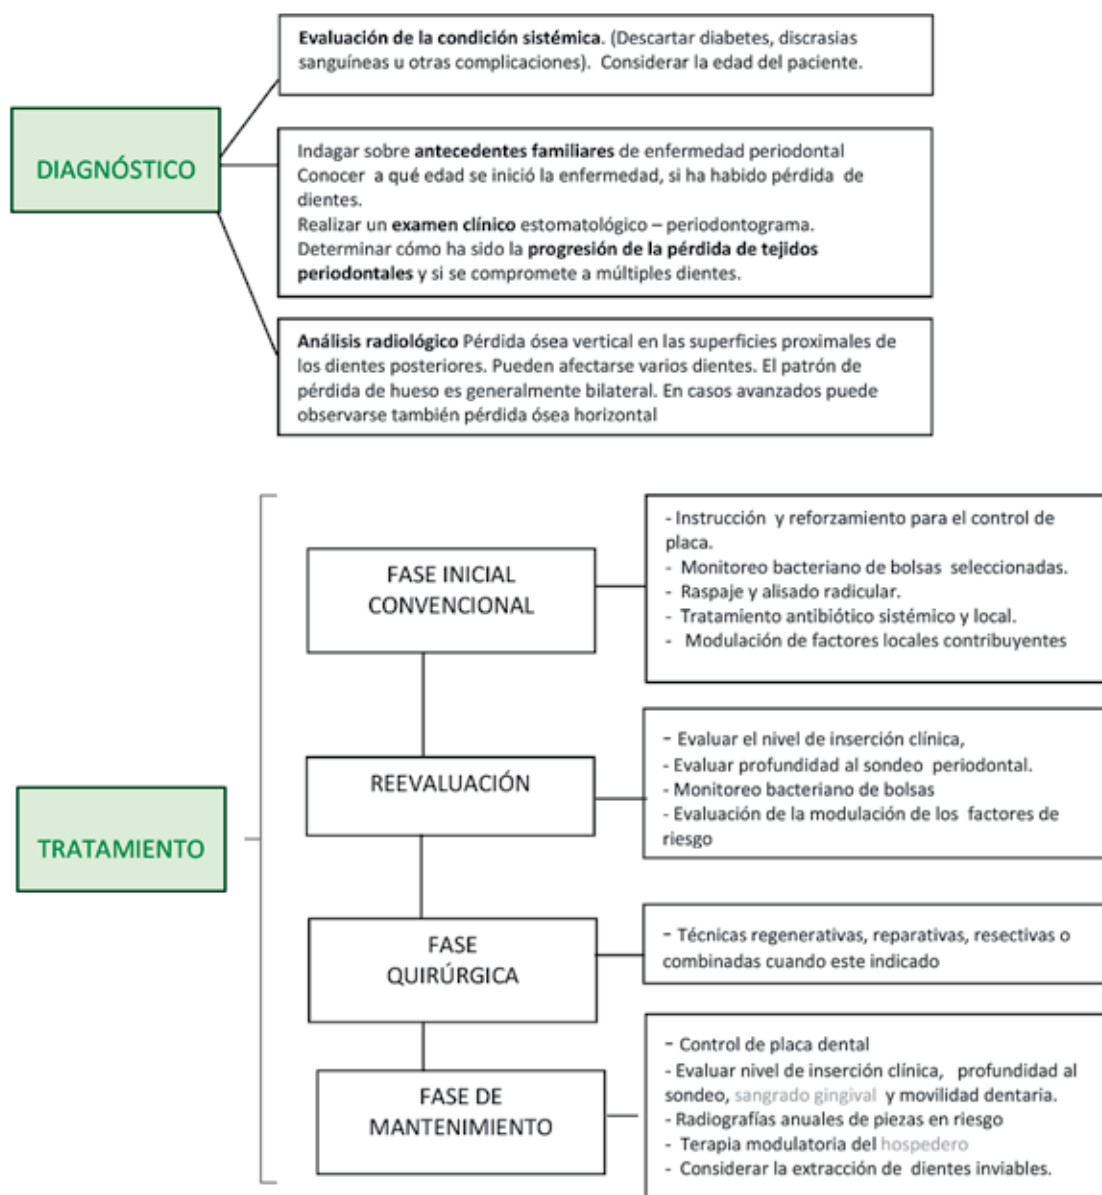 Evaluación de la condición sistémica. (Descartar diabetes, discrasias
sanguíneas u otras complicaciones). Considerar la edad del paciente.
DIAGNÓSTICO
Indagar sobre antecedentes familiares de enfermedad periodontal
Conocer a qué edad se inició la enfermedad, si ha habido pérdida de
dientes.
Realizar un examen clínico estomatológico – periodontograma.
Determinar cómo ha sido la progresión de la pérdida de tejidos
periodontales y si se compromete a múltiples dientes.
Análisis radiológico Pérdida ósea vertical en las superficies proximales de
los dientes posteriores. Pueden afectarse varios dientes. El patrón de
pérdida de hueso es generalmente bilateral. En casos avanzados puede
observarse también pérdida ósea horizontal
TRATAMIENTO
FASE INICIAL
CONVENCIONAL
- Instrucción y reforzamiento para el control de
placa.
- Monitoreo bacteriano de bolsas seleccionadas.
- Raspaje y alisado radicular.
- Tratamiento antibiótico sistémico y local.
- Modulación de factores locales contribuyentes
REEVALUACIÓN
- Evaluar el nivel de inserción clínica,
- Evaluar profundidad al sondeo periodontal.
- Monitoreo bacteriano de bolsas
- Evaluación de la modulación de los factores de
riesgo
FASE
QUIRÚRGICA
- Técnicas regenerativas, reparativas, resectivas o
combinadas cuando este indicado
FASE DE
MANTENIMIENTO
- Control de placa dental
- Evaluar nivel de inserción clínica, profundidad al
sondeo, sangrado gingival y movilidad dentaria.
- Radiografías anuales de piezas en riesgo
- Terapia modulatoria del hospedero
- Considerar la extracción de dientes inviables.